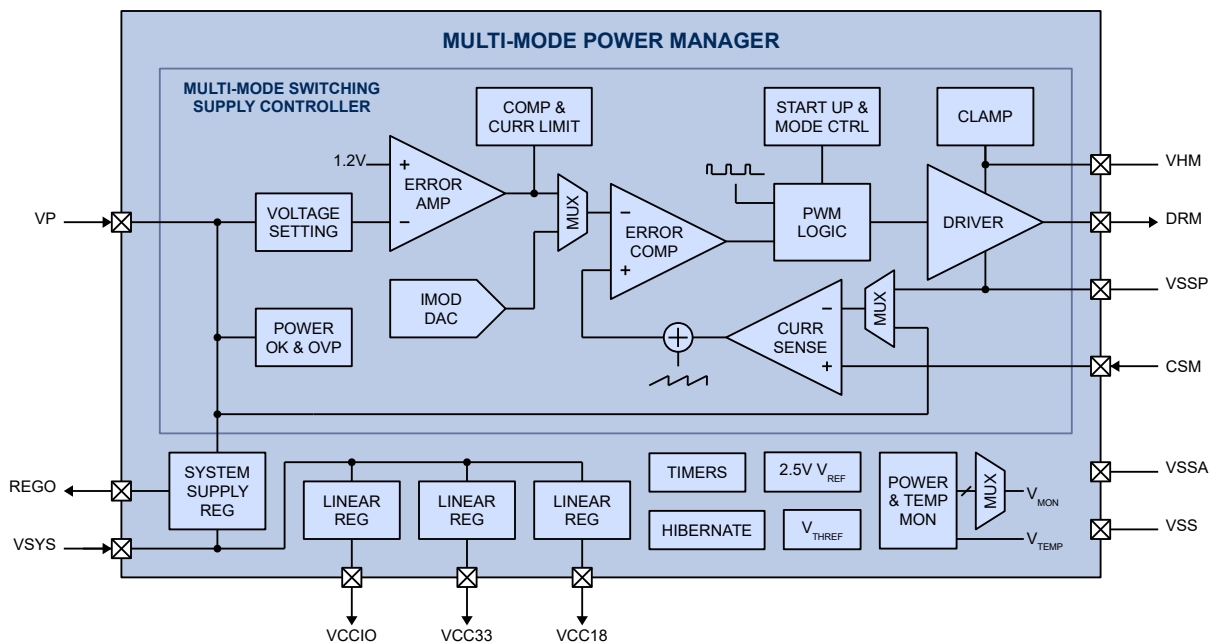 MULTI-MODE POWER MANAGER
MULTI-MODE SWITCHING
SUPPLY CONTROLLER
COMP &
CURR LIMIT
START UP &
MODE CTRL
CLAMP
1.2V
+
ERROR
AMP
−
VHM
VP
VOLTAGE
SETTING
MUX
−
ERROR
COMP
+
PWM
LOGIC
DRIVER
DRM
IMOD
DAC
MUX
VSSP
POWER
OK & OVP
−
CURR
SENSE
+
CSM
SYSTEM
SUPPLY
REG
REGO
VSYS
LINEAR
REG
LINEAR
REG
LINEAR
REG
TIMERS
2.5V VREF
HIBERNATE
VTHREF
POWER
& TEMP
MON
MUX
VMON
VTEMP
VSSA
VSS
VCCIO
VCC33
VCC18